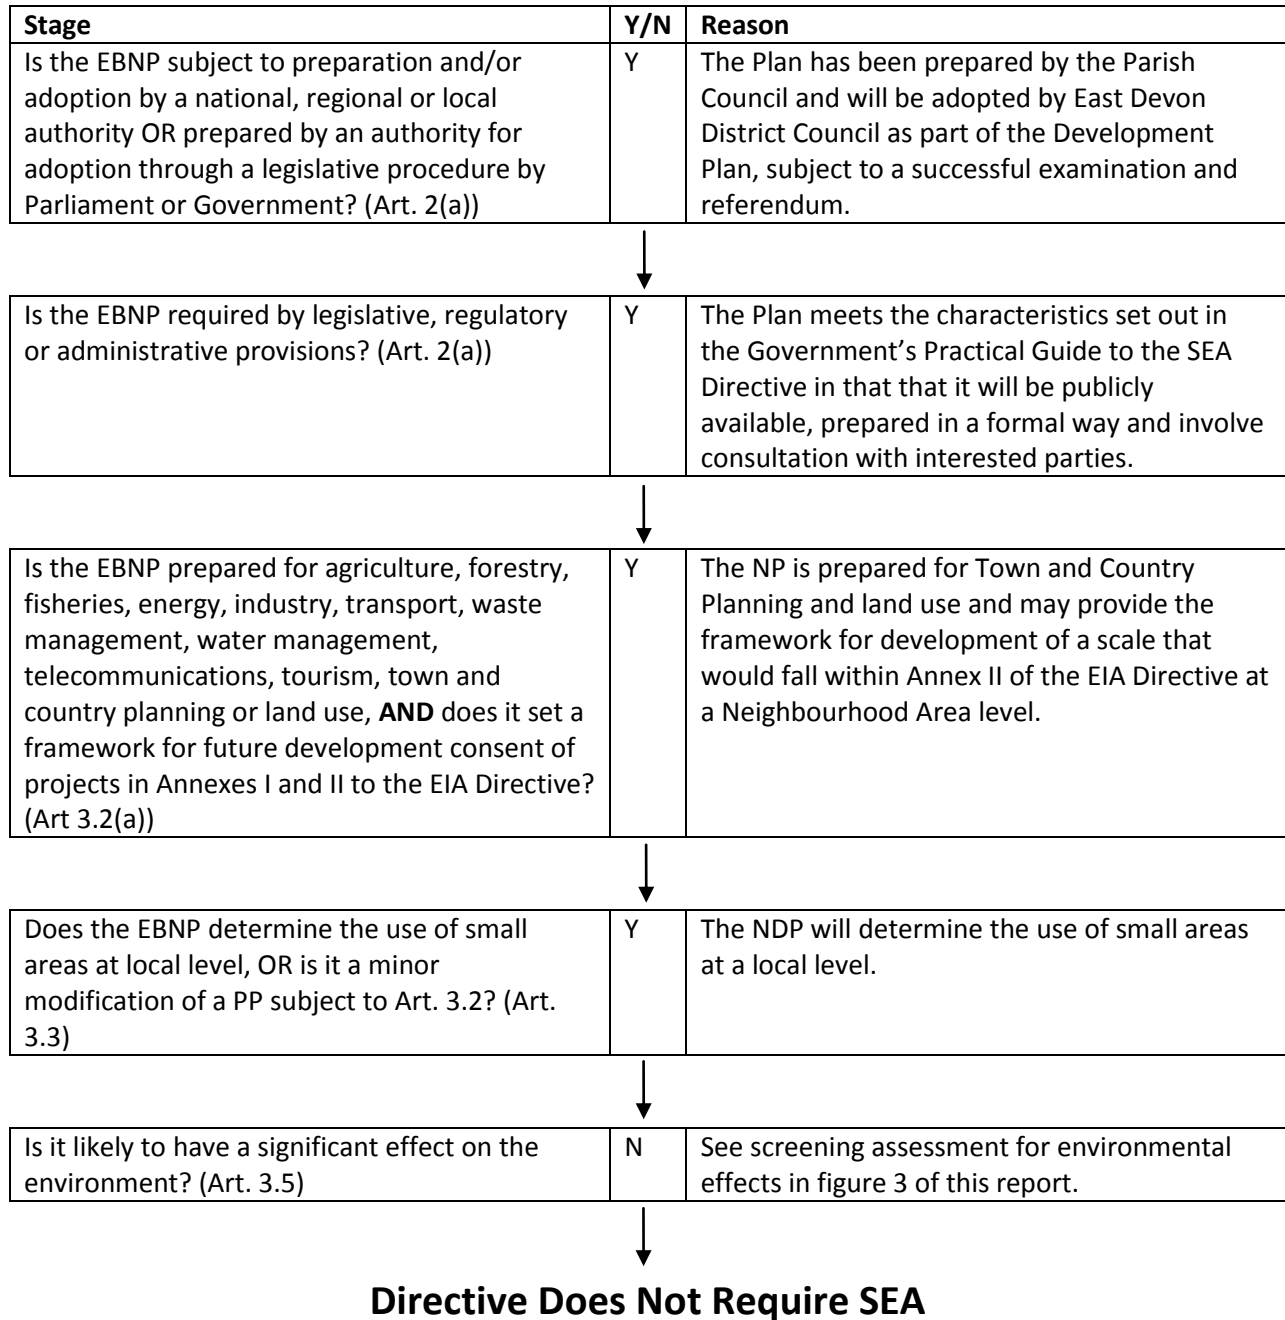 Stage Y/N Reason
Is the EBNP subject to preparation and/or Y The Plan has been prepared by the Parish
adoption by a national, regional or local Council and will be adopted by East Devon
authority OR prepared by an authority for District Council as part of the Development
adoption through a legislative procedure by Plan, subject to a successful examination and
Parliament or Government? (Art. 2(a)) referendum.
Is the EBNP required by legislative, regulatory Y The Plan meets the characteristics set out in
or administrative provisions? (Art. 2(a)) the Government’s Practical Guide to the SEA
Directive in that that it will be publicly
available, prepared in a formal way and involve
consultation with interested parties.
Is the EBNP prepared for agriculture, forestry, Y The NP is prepared for Town and Country
fisheries, energy, industry, transport, waste Planning and land use and may provide the
management, water management, framework for development of a scale that
telecommunications, tourism, town and would fall within Annex II of the EIA Directive at
country planning or land use, AND does it set a a Neighbourhood Area level.
framework for future development consent of
projects in Annexes I and II to the EIA Directive?
(Art 3.2(a))
Does the EBNP determine the use of small Y The NDP will determine the use of small areas
areas at local level, OR is it a minor at a local level.
modification of a PP subject to Art. 3.2? (Art.
3.3)
Is it likely to have a significant effect on the N See screening assessment for environmental
environment? (Art. 3.5) effects in figure 3 of this report.
Directive Does Not Require SEA